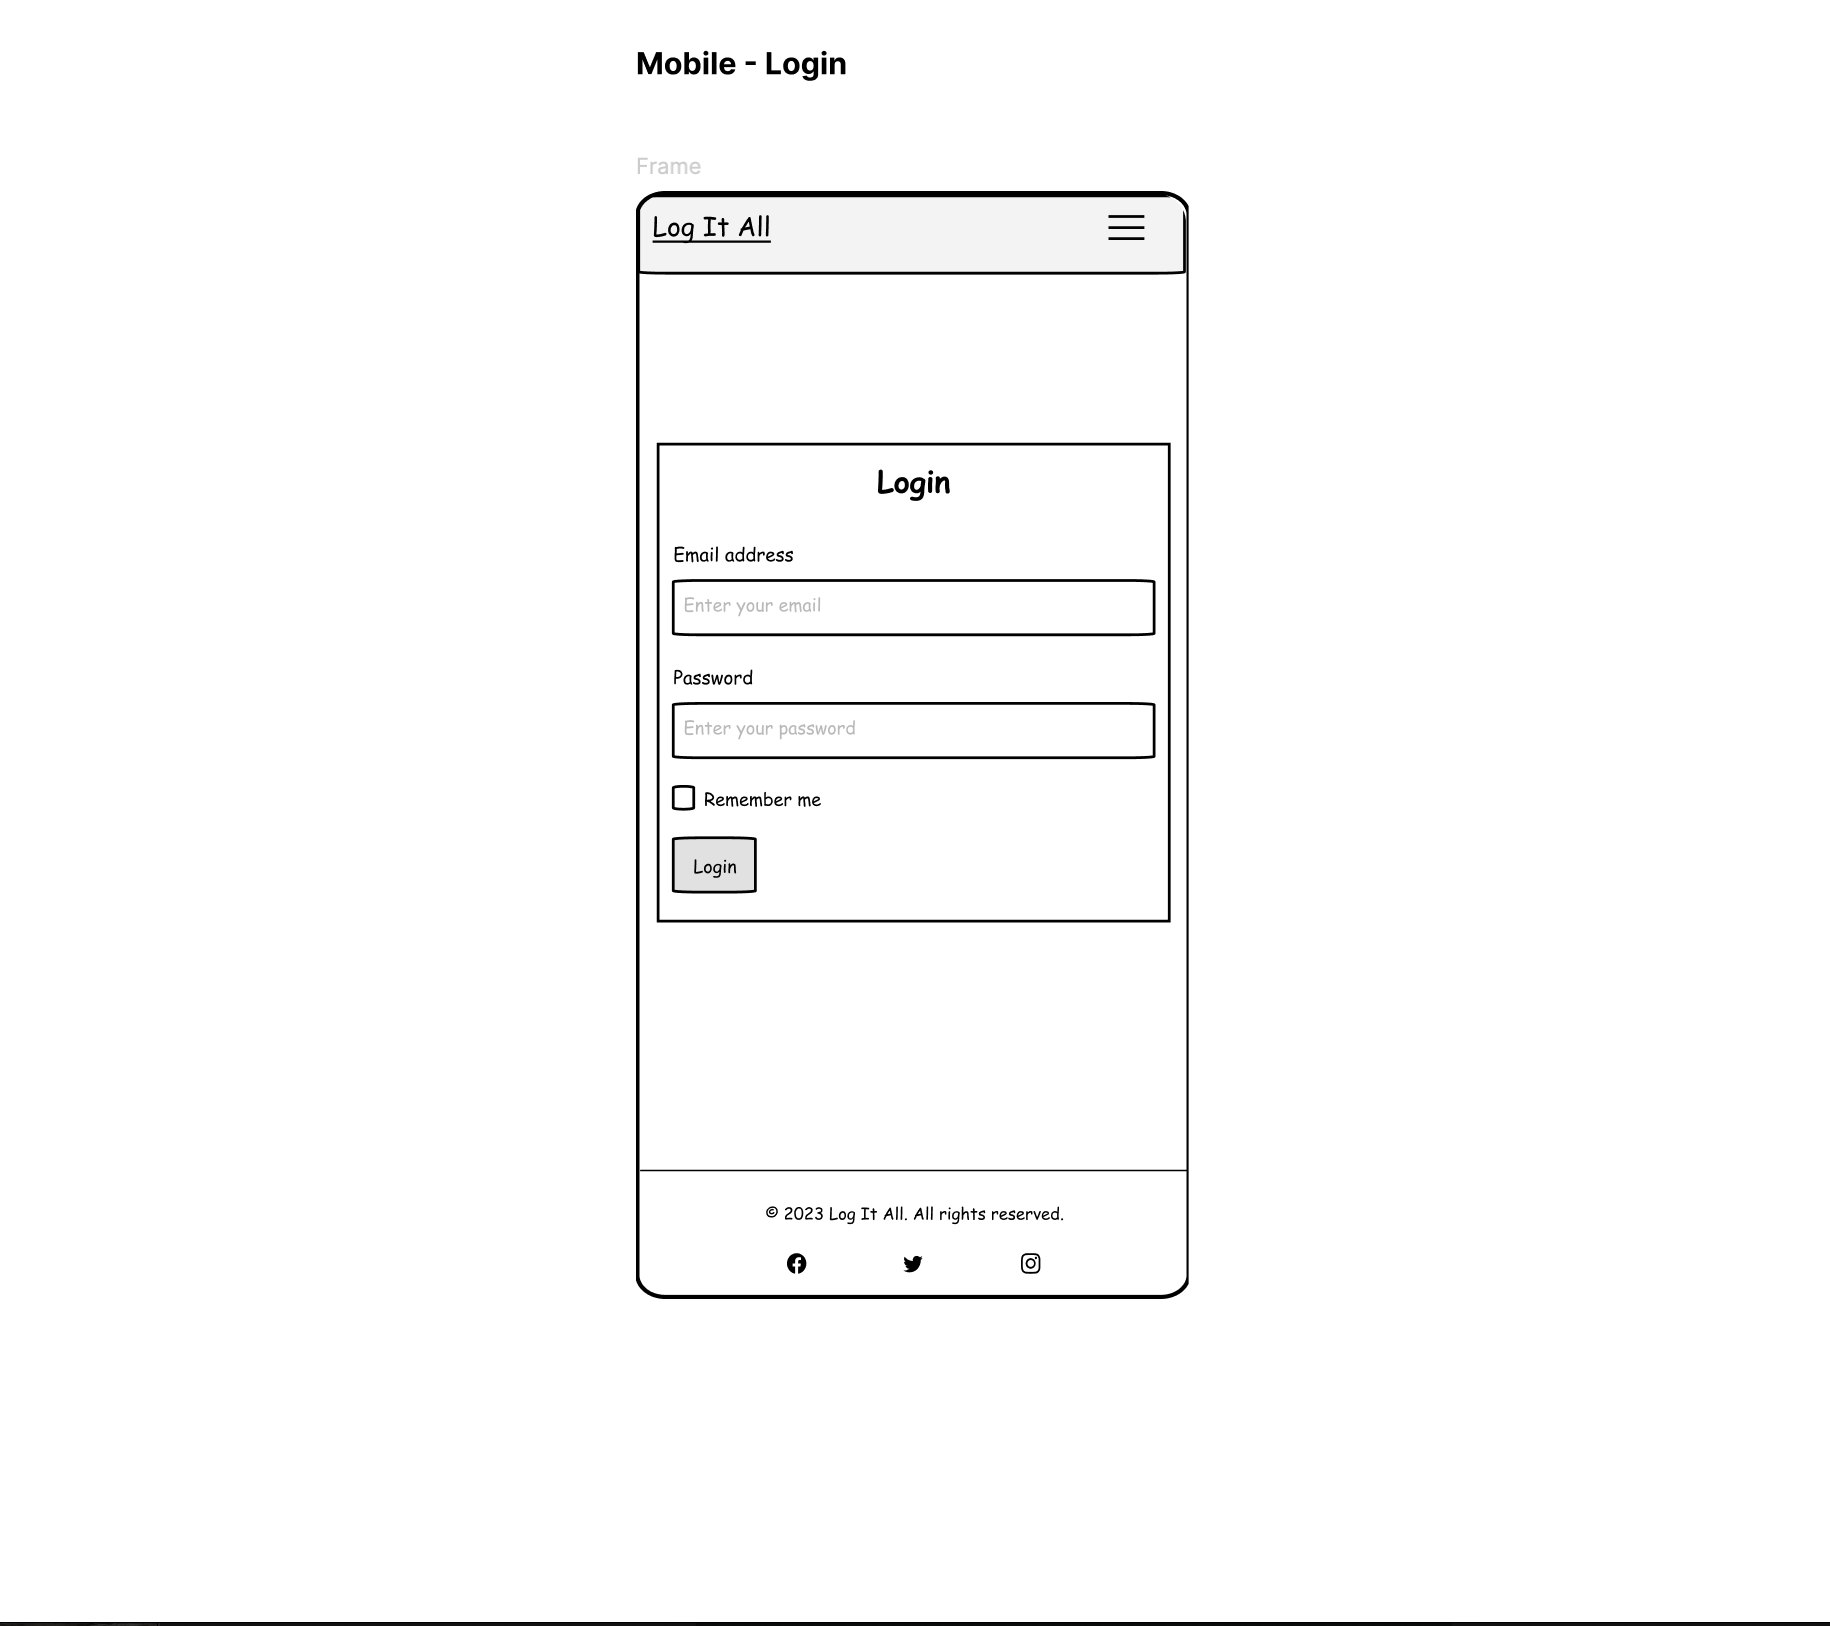 Mobile - Login
Frame
Log It All
Login
Email address
Enter your email
Password
Enter your password
Remember me
Login
© 2023 Log It All. All rights reserved.